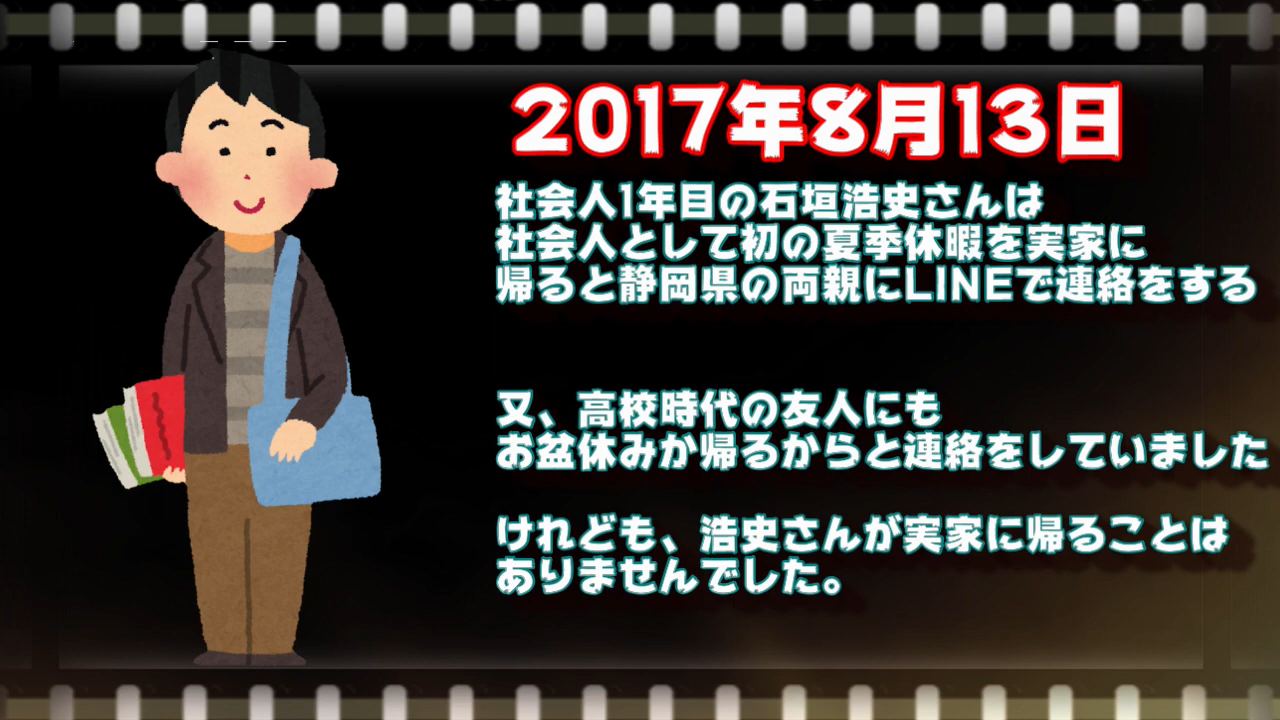 2017年8月13日
社会人1年目の石垣浩史さんは
社会人として初の夏季休暇を実家に
帰ると静岡県の両親にLINEで連絡をする
又、高校時代の友人にも
お盆休みか帰るからと連絡をしていました
けれども、浩史さんが実家に帰ることは
ありませんでした。